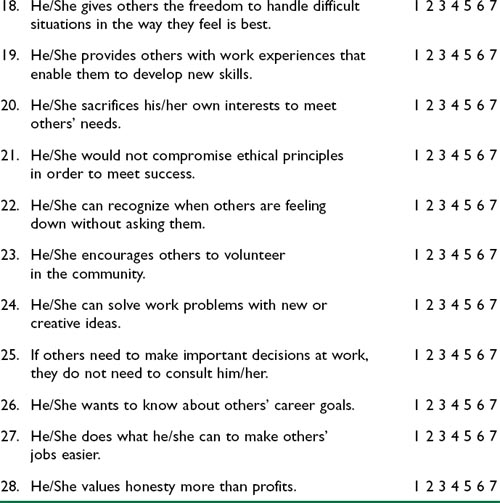 18. He/She gives others the freedom to handle difficult 1 2 3 4 5 6 7
situations in the way they feel is best.
19. He/She provides others with work experiences that 1 2 3 4 5 6 7
enable them to develop new skills.
20. He/She sacrifices his/her own interests to meet 1 2 3 4 5 6 7
others’ needs.
21. He/She would not compromise ethical principles 1 2 3 4 5 6 7
in order to meet success.
22. He/She can recognize when others are feeling 1 2 3 4 5 6 7
down without asking them.
23. He/She encourages others to volunteer 1 2 3 4 5 6 7
in the community.
24. He/She can solve work problems with new or 1 2 3 4 5 6 7
creative ideas.
25. If others need to make important decisions at work, 1 2 3 4 5 6 7
they do not need to consult him/her.
26. He/She wants to know about others’ career goals. 1 2 3 4 5 6 7
27. He/She does what he/she can to make others’ 1 2 3 4 5 6 7
jobs easier.
28. He/She values honesty more than profits. 1 2 3 4 5 6 7